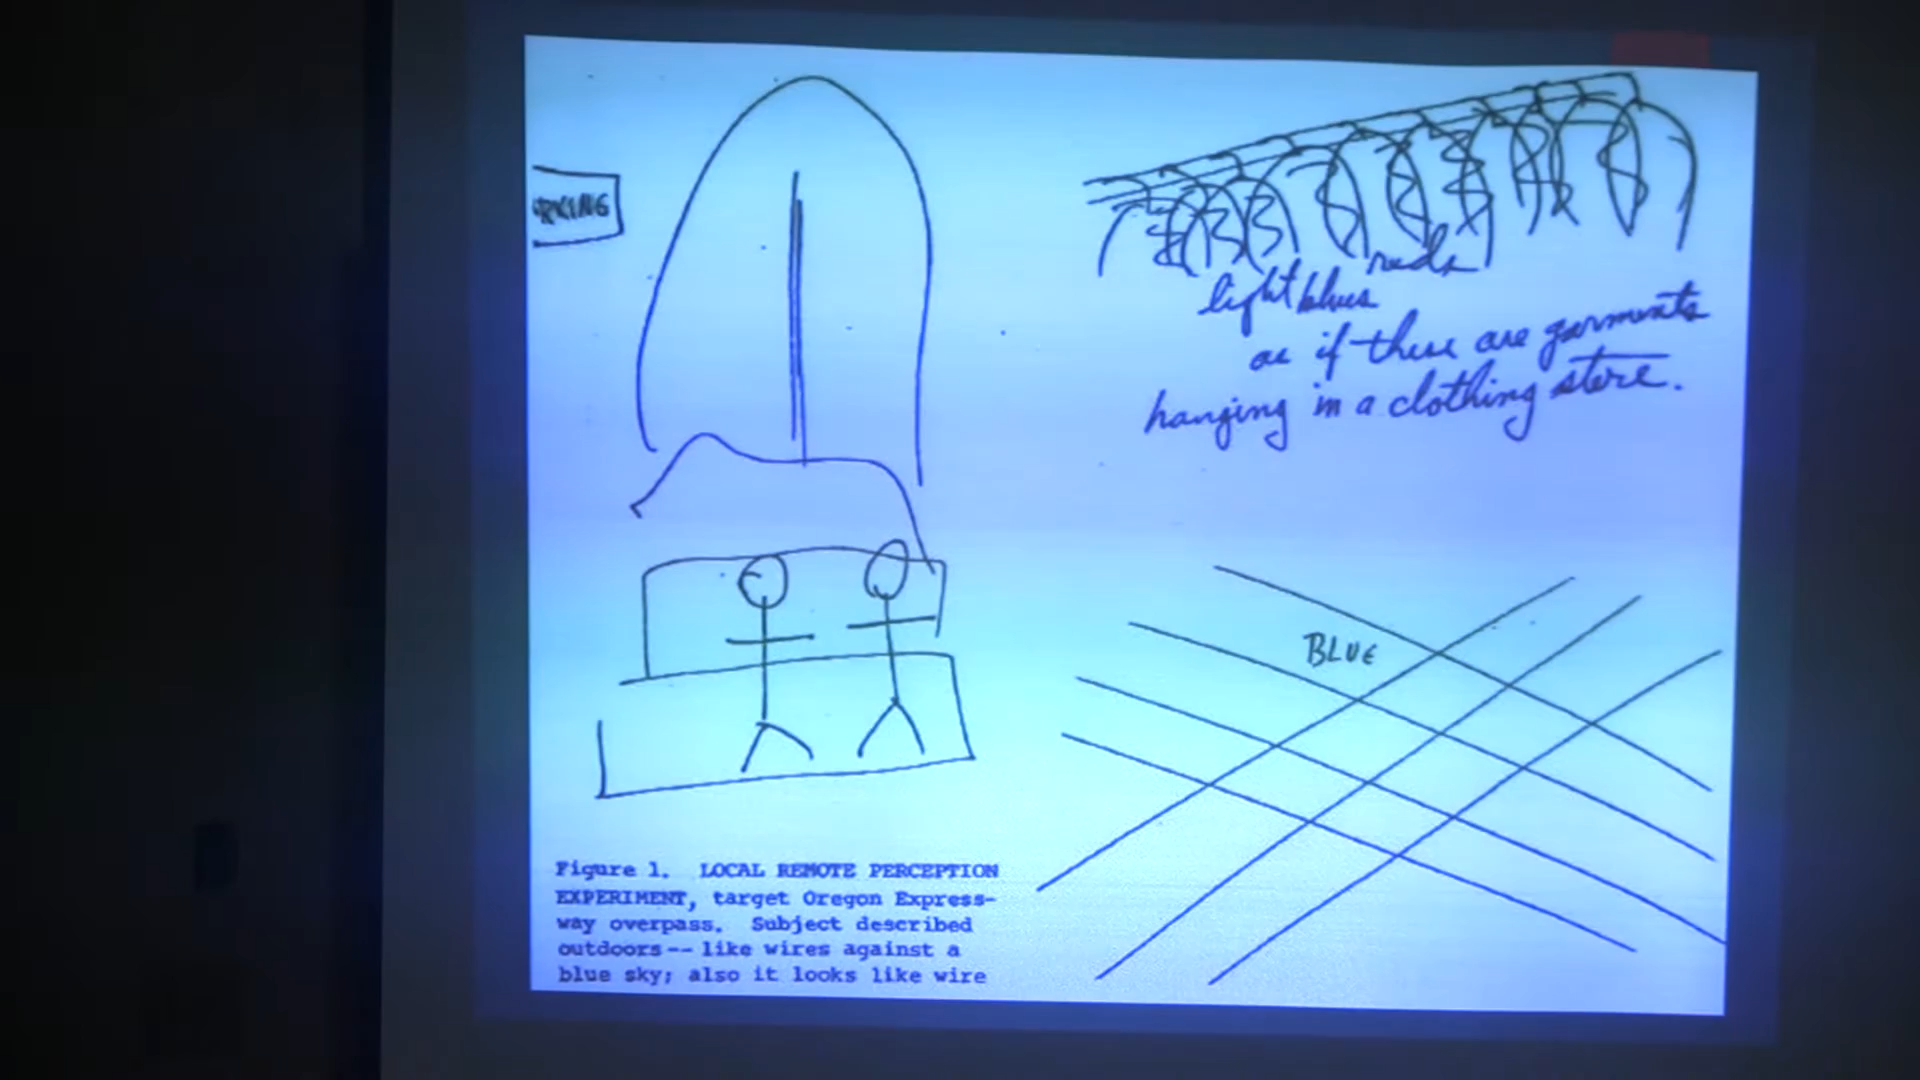 RKING
reds
light blues
as if these are garments
hanging in a clothing store.
BLUE
Figure 1. LOCAL REMOTE PERCEPTION
EXPERIMENT, target Oregon Express-
way overpass. Subject described
outdoors-- like wires against a
blue sky; also it looks like wire